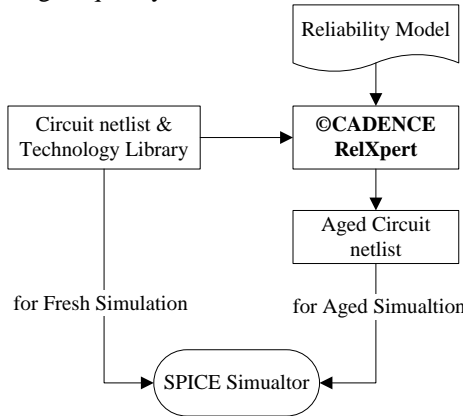 Reliability Model
Circuit netlist &
Technology Library
©CADENCE
RelXpert
Aged Circuit
netlist
for Fresh Simulation
for Aged Simualtion
SPICE Simualtor